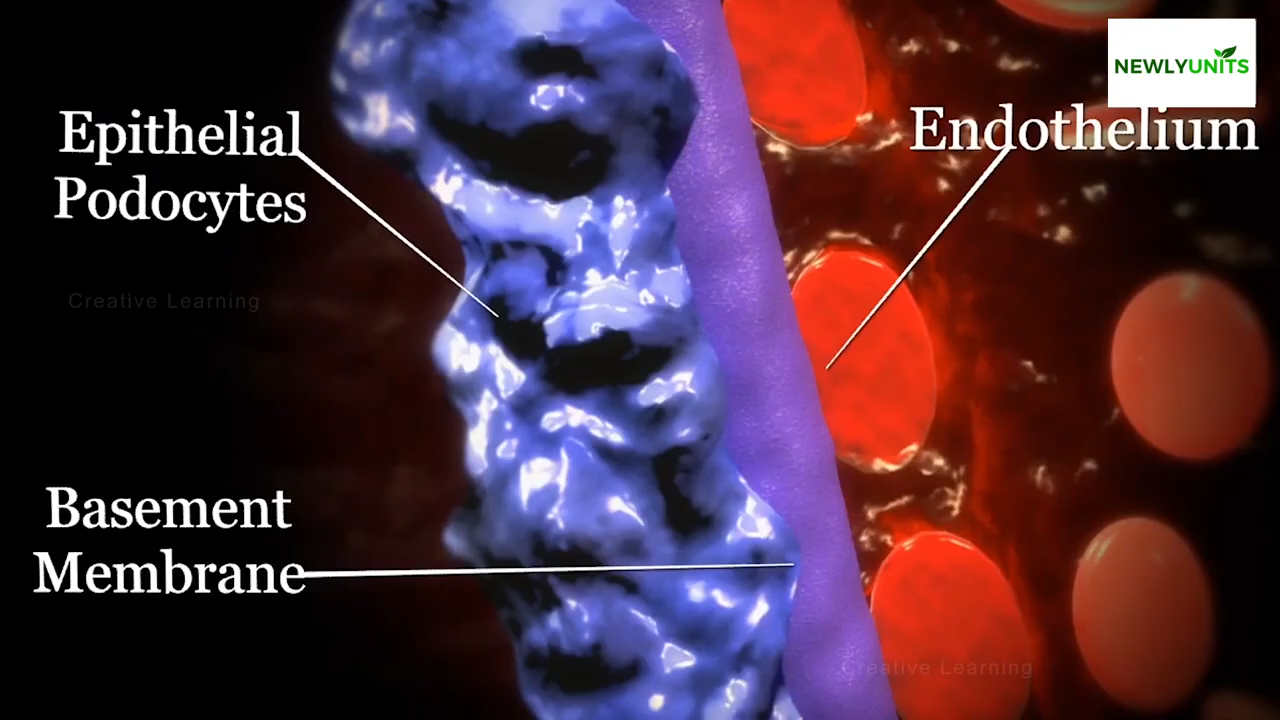 NEWLYUNITS
Epithelial
Podocytes
Endothelium
Creative Learning
Basement
Membrane
Creative Learning